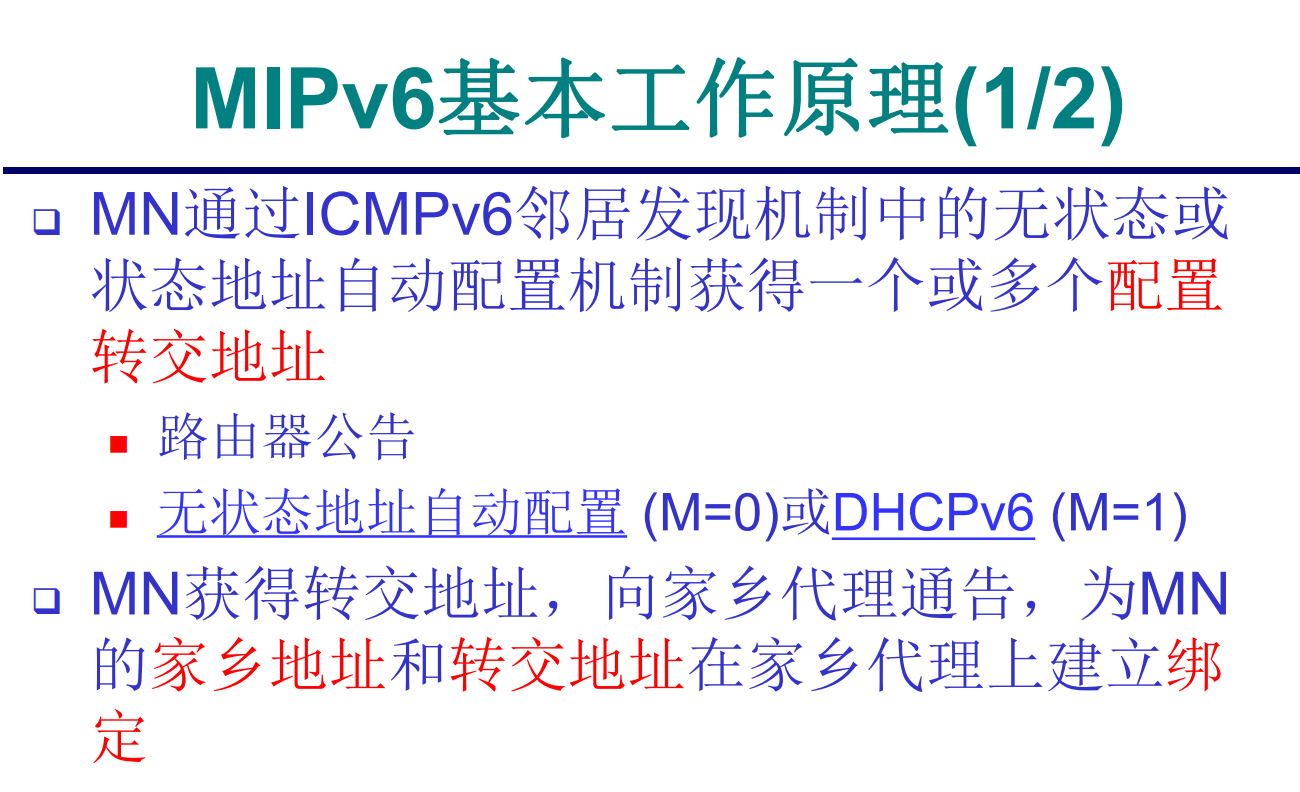 MIPv6基本工作原理(1/2)
MN通过ICMPv6邻居发现机制中的无状态或
状态地址自动配置机制获得一个或多个配置
转交地址
路由器公告
无状态地址自动配置 (M=0)或DHCPv6 (M=1)
MN获得转交地址，向家乡代理通告，为MN
的家乡地址和转交地址在家乡代理上建立绑
定